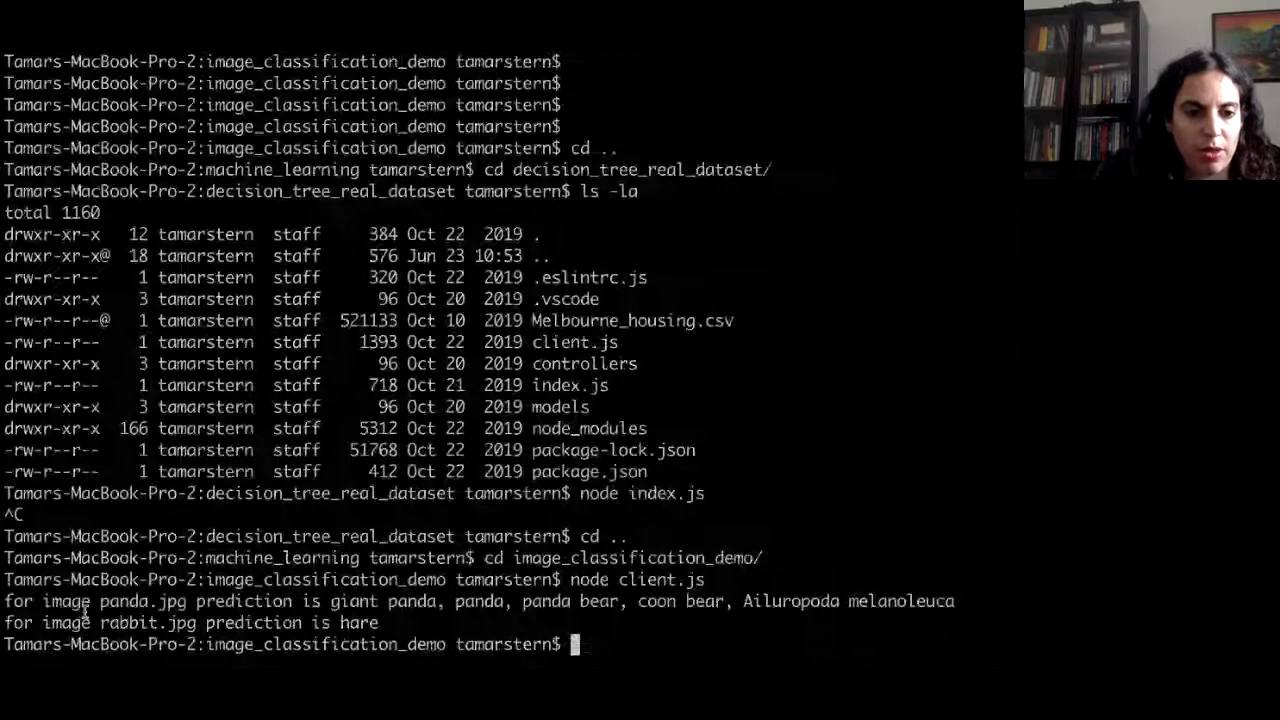 Tamars-MacBook-Pro-2:image_classification_demo tamarstern$
Tamars-MacBook-Pro-2:image_classification_demo tamarstern$
Tamars-MacBook-Pro-2:image_classification_demo tamarstern$
Tamars-MacBook-Pro-2:image_classification_demo tamarstern$
Tamars-MacBook-Pro-2:image_classification_demo tamarstern$ cd ..
Tamars-MacBook-Pro-2:machine_learning tamarstern$ cd decision_tree_real_dataset/
Tamars-MacBook-Pro-2:decision_tree_real_dataset tamarstern$ ls -la
total 1160
drwxr-xr-x 12 tamarstern staff 384 Oct 22 2019 .
drwxr-xr-x@ 18 tamarstern staff 576 Jun 23 10:53 ..
-rw-r--r-- 1 tamarstern staff 320 Oct 22 2019 .eslintrc.js
drwxr-xr-x 3 tamarstern staff 96 Oct 20 2019 .vscode
-rw-r--r--@ 1 tamarstern staff 521133 Oct 10 2019 Melbourne_housing.csv
-rw-r--r-- 1 tamarstern staff 1393 Oct 22 2019 client.js
drwxr-xr-x 3 tamarstern staff 96 Oct 20 2019 controllers
-rw-r--r-- 1 tamarstern staff 718 Oct 21 2019 index.js
drwxr-xr-x 3 tamarstern staff 96 Oct 20 2019 models
drwxr-xr-x 166 tamarstern staff 5312 Oct 22 2019 node_modules
-rw-r--r-- 1 tamarstern staff 51768 Oct 22 2019 package-lock.json
-rw-r--r-- 1 tamarstern staff 412 Oct 22 2019 package.json
Tamars-MacBook-Pro-2:decision_tree_real_dataset tamarstern$ node index.js
^C
Tamars-MacBook-Pro-2:decision_tree_real_dataset tamarstern$ cd ..
Tamars-MacBook-Pro-2:machine_learning tamarstern$ cd image_classification_demo/
Tamars-MacBook-Pro-2:image_classification_demo tamarstern$ node client.js
for image panda.jpg prediction is giant panda, panda, panda bear, coon bear, Ailuropoda melanoleuca
for image rabbit.jpg prediction is hare
Tamars-MacBook-Pro-2:image_classification_demo tamarstern$